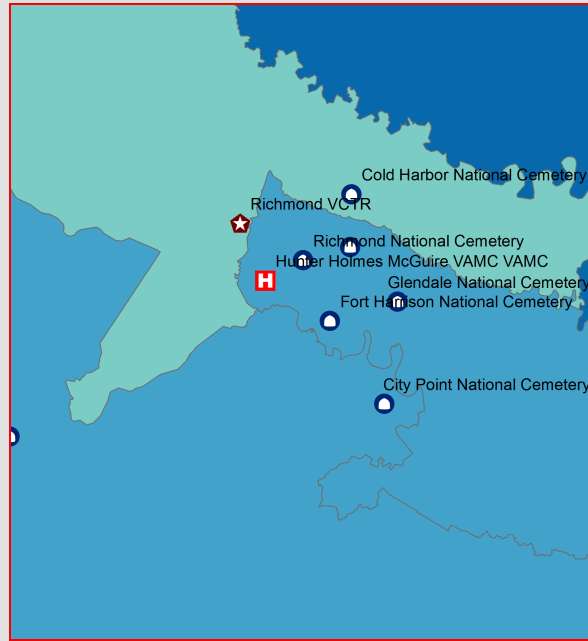 Cold Harbor National Cemetery
Richmond VCTR
Richmond National Cemetery
Hunter Holmes McGuire VAMC VAMC
Glendale National Cemetery
Fort Harrison National Cemetery
City Point National Cemetery
H